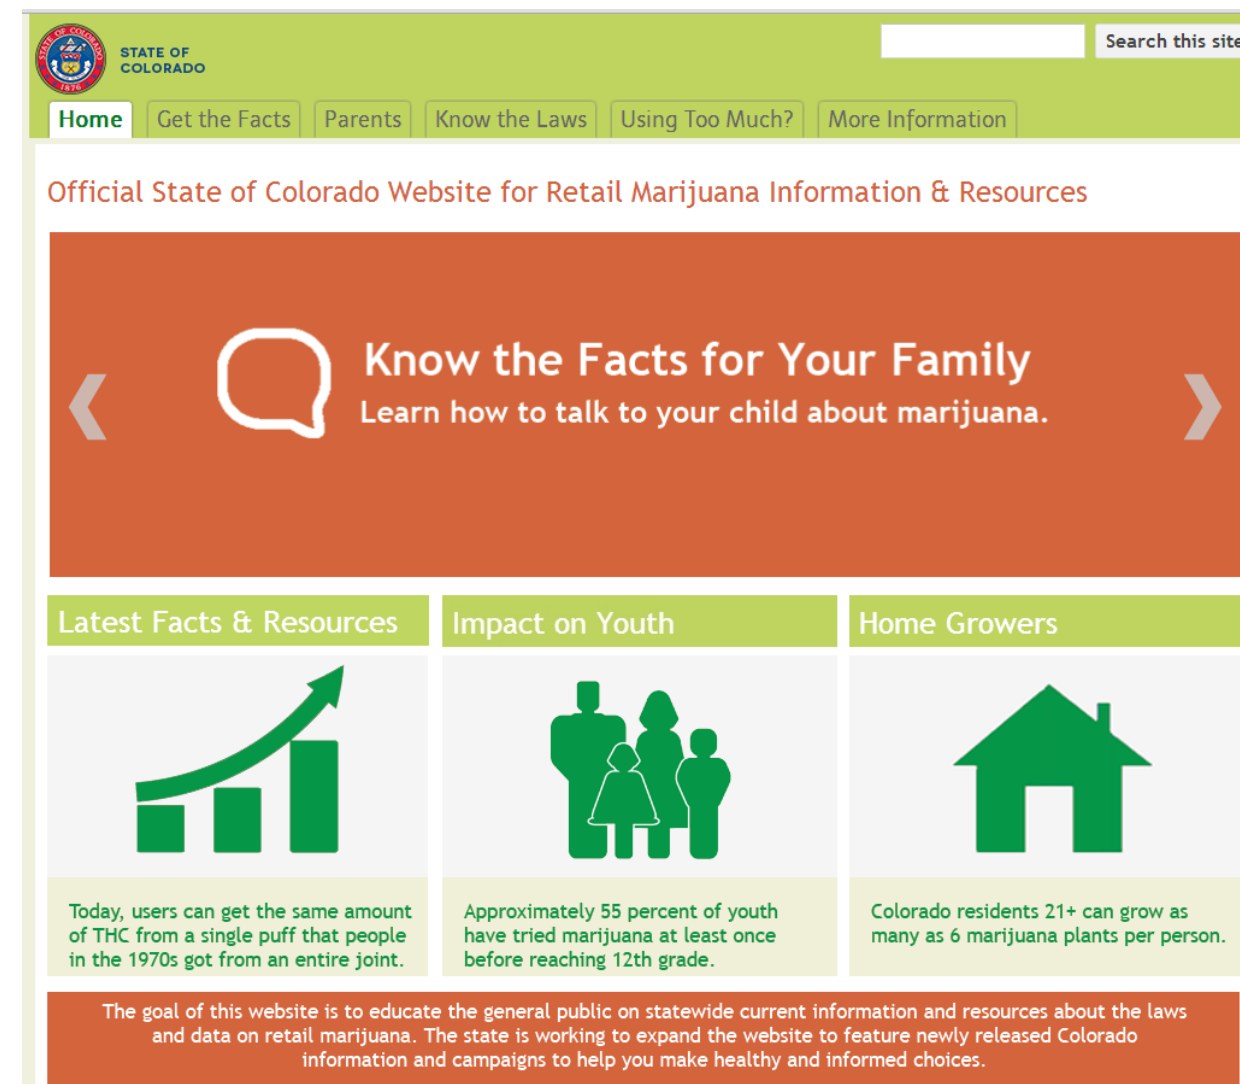 STATE OF COLORADO 1876
STATE OF
COLORADO
Search this site
Home Get the Facts Parents Know the Laws Using Too Much? More Information
Official State of Colorado Website for Retail Marijuana Information & Resources
Know the Facts for Your Family
Learn how to talk to your child about marijuana.
Latest Facts & Resources
Today, users can get the same amount
of THC from a single puff that people
in the 1970s got from an entire joint.
Impact on Youth
Approximately 55 percent of youth
have tried marijuana at least once
before reaching 12th grade.
Home Growers
Colorado residents 21+ can grow as
many as 6 marijuana plants per person.
The goal of this website is to educate the general public on statewide current information and resources about the laws
and data on retail marijuana. The state is working to expand the website to feature newly released Colorado
information and campaigns to help you make healthy and informed choices.